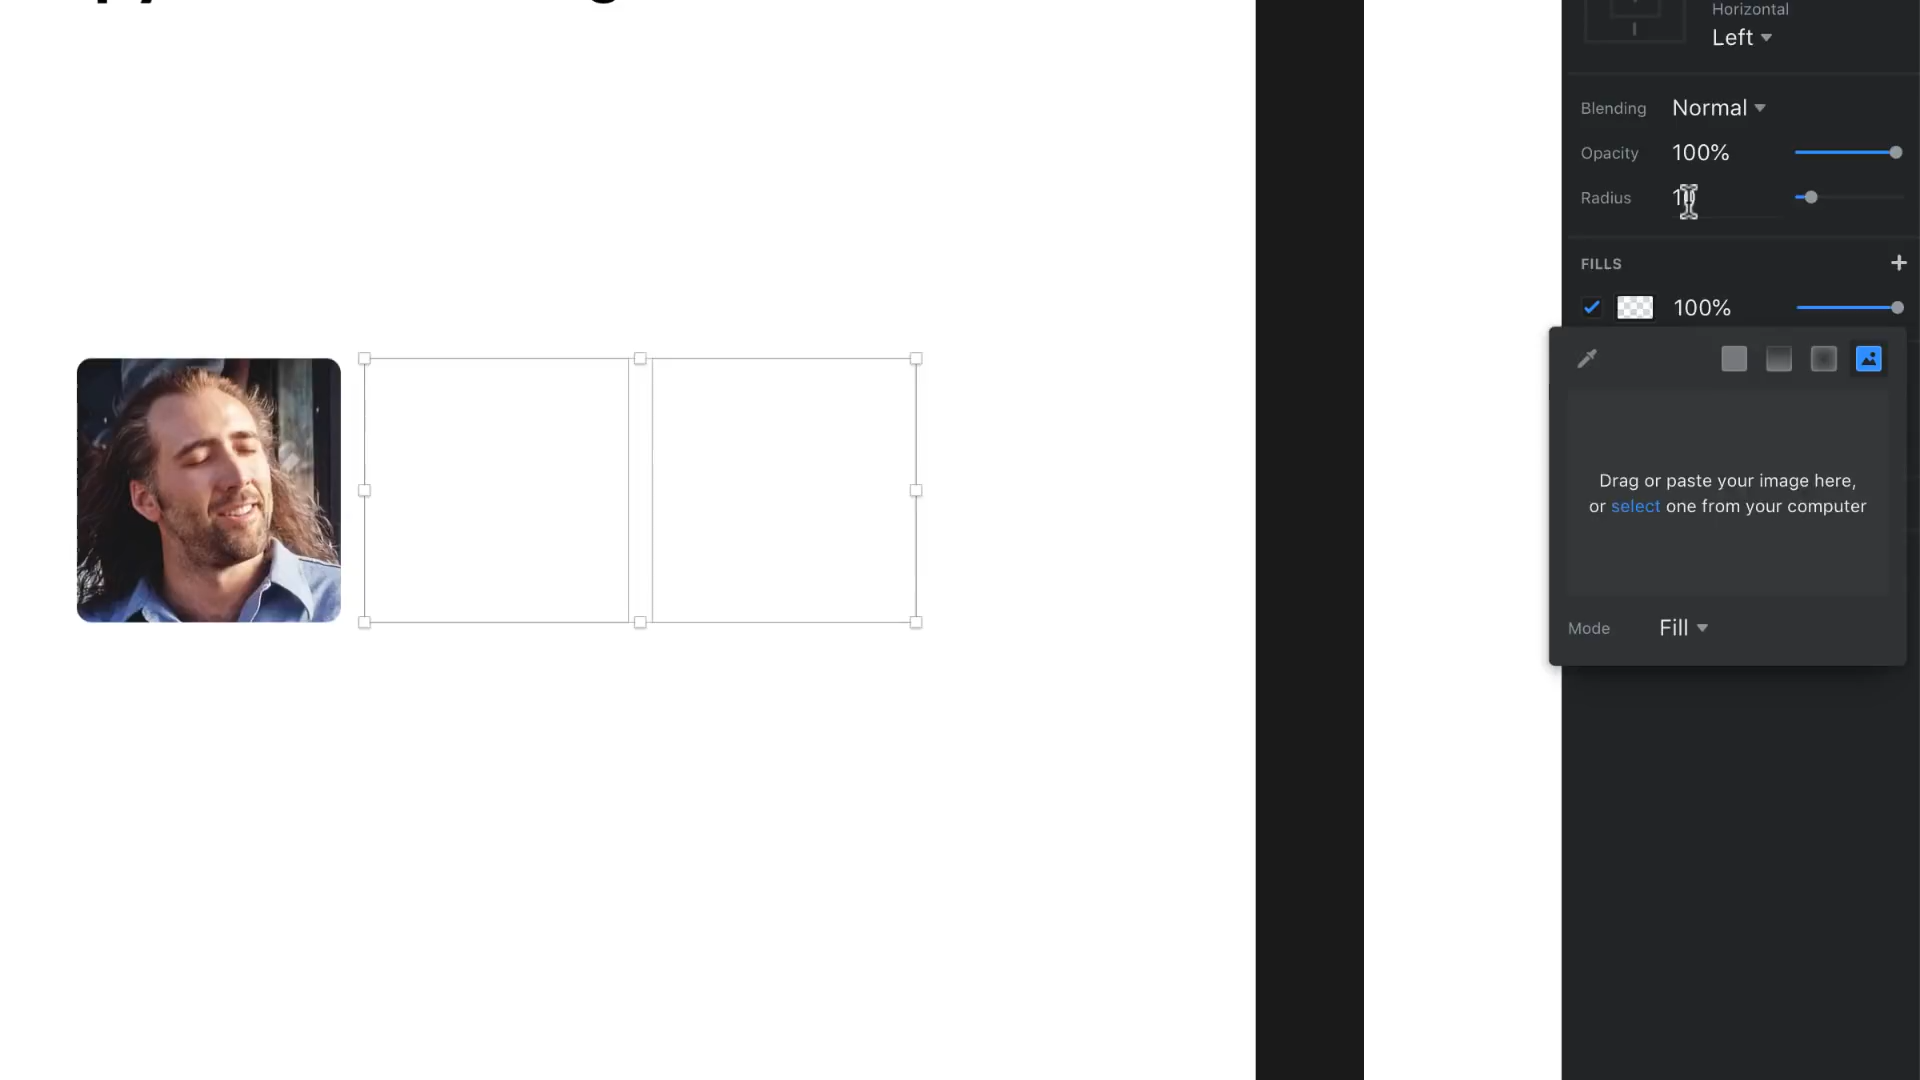 Horizontal
Left
Blending Normal
Opacity 100%
Radius
FILLS
100%
Drag or paste your image here,
or select one from your computer
Mode Fill